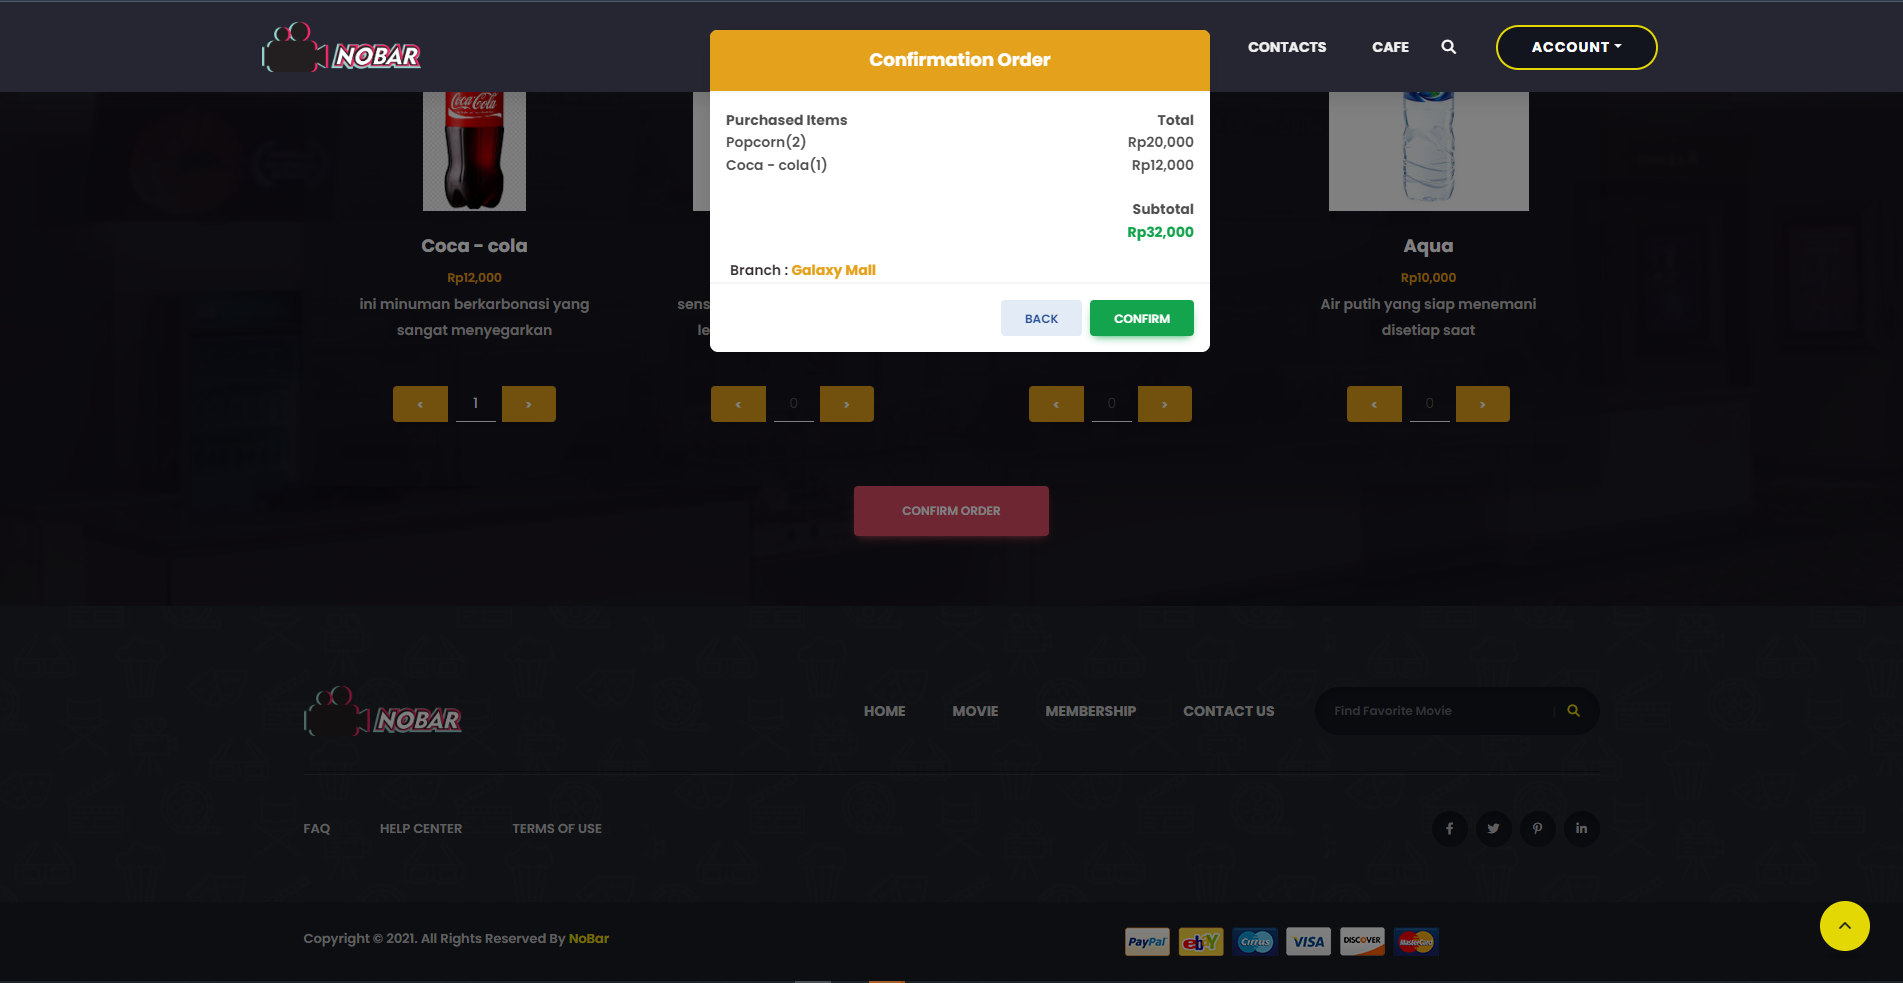 NOBAR
CONTACTS
CAFE
ACCOUNT
Confirmation Order
Purchased Items Total
Popcorn(2) Rp20,000
Coca - cola(1) Rp12,000
Subtotal
Rp32,000
Branch : Galaxy Mall
BACK
CONFIRM
Coca-Cola
Coca - cola
Rp12,000
ini minuman berkarbonasi yang
sangat menyegarkan
sens
le
Aqua
Rp10,000
Air putih yang siap menemani
disetiap saat
< 1 >
< 0 >
< 0 >
< 0 >
CONFIRM ORDER
NOBAR
HOME
MOVIE
MEMBERSHIP
CONTACT US
Find Favorite Movie
FAQ
HELP CENTER
TERMS OF USE
Copyright © 2021. All Rights Reserved By NoBar
PayPal
ebY
Cirrus
VISA
DISCOVER
MasterCard